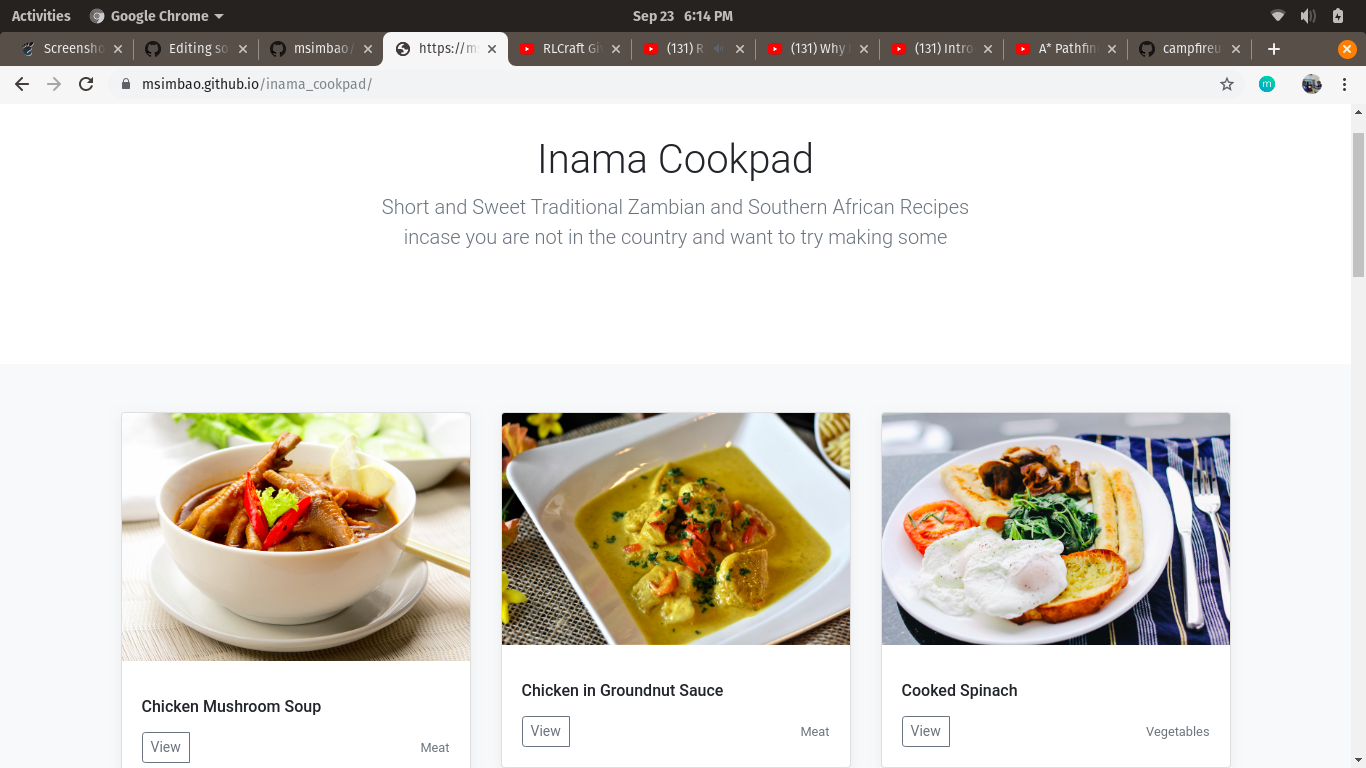 Activities Google Chrome Sep 23 6:14 PM
Screensho Editing so msimbao/ https://m RLCraft Gi (131) R (131) Why (131) Intro A* Pathfin campfireu
msimbao.github.io/inama_cookpad/
Inama Cookpad
Short and Sweet Traditional Zambian and Southern African Recipes
incase you are not in the country and want to try making some
Chicken Mushroom Soup
View Meat
Chicken in Groundnut Sauce
View Meat
Cooked Spinach
View Vegetables